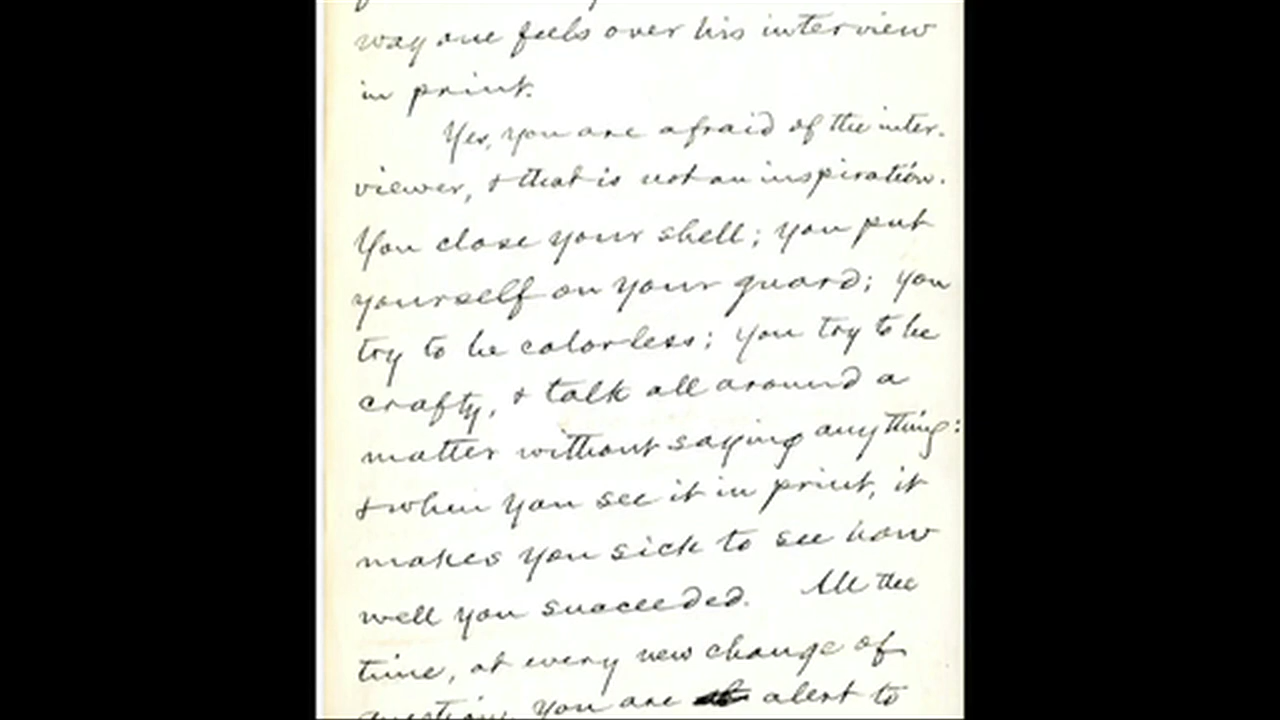 way one feels over his interview
in print.
Yes, you are afraid of the inter-
viewer, & that is not an inspiration.
You close your shell; you put
yourself on your guard; you
try to be colorless; you try to be
crafty, & talk all around a
matter without saying anything:
& when you see it in print, it
makes you sick to see how
well you succeeded. All the
time, at every new change of
question, you are alert to